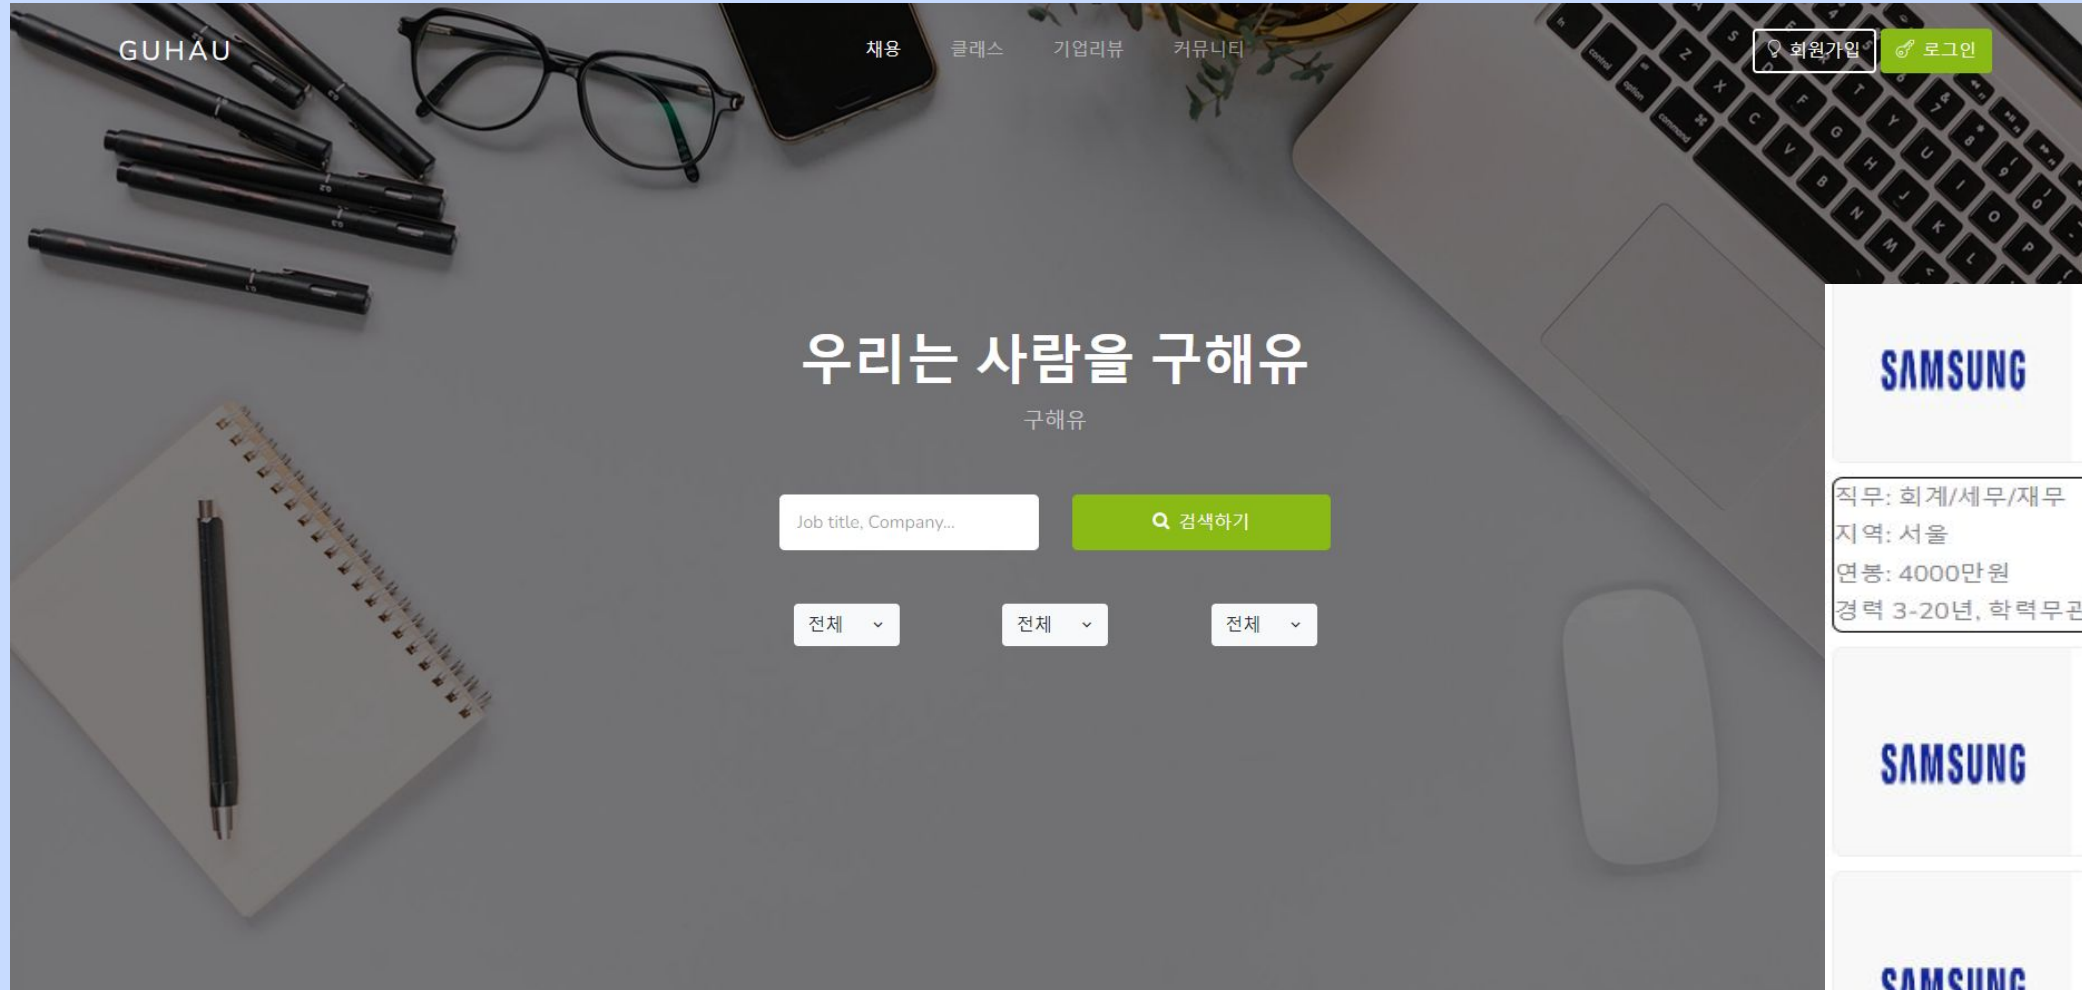 GUHAU
채용
클래스
기업리뷰
커뮤니티
회원가입
로그인
우리는 사람을 구해유
구해유
Job title, Company...
검색하기
전체
전체
전체
SAMSUNG
직무: 회계/세무/재무
지역: 서울
연봉: 4000만원
경력 3-20년, 학력무관
SAMSUNG
SAMSUNG